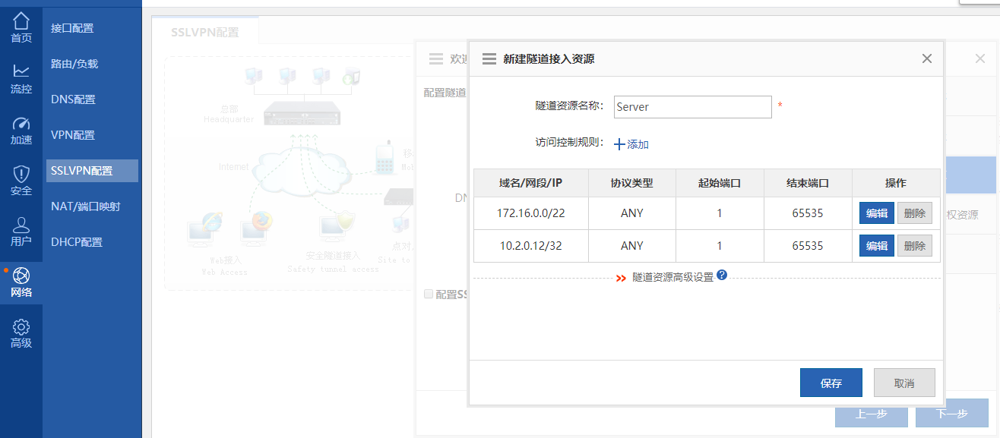 首页
流控
加速
安全
用户
网络
高级
接口配置
路由/负载
DNS配置
VPN配置
SSLVPN配置
NAT/端口映射
DHCP配置
SSLVPN配置
总部
Headquarter
Internet
移
Mob
Web接入
Web Access
安全隧道接入
Safety tunnel access
点对
Site to
欢迎
配置隧道
DN
配置SS
权资源
上一步
下一步
新建隧道接入资源
隧道资源名称: Server *
访问控制规则: 添加
域名/网段/IP 协议类型 起始端口 结束端口 操作
172.16.0.0/22 ANY 1 65535 编辑 删除
10.2.0.12/32 ANY 1 65535 编辑 删除
隧道资源高级设置
保存 取消